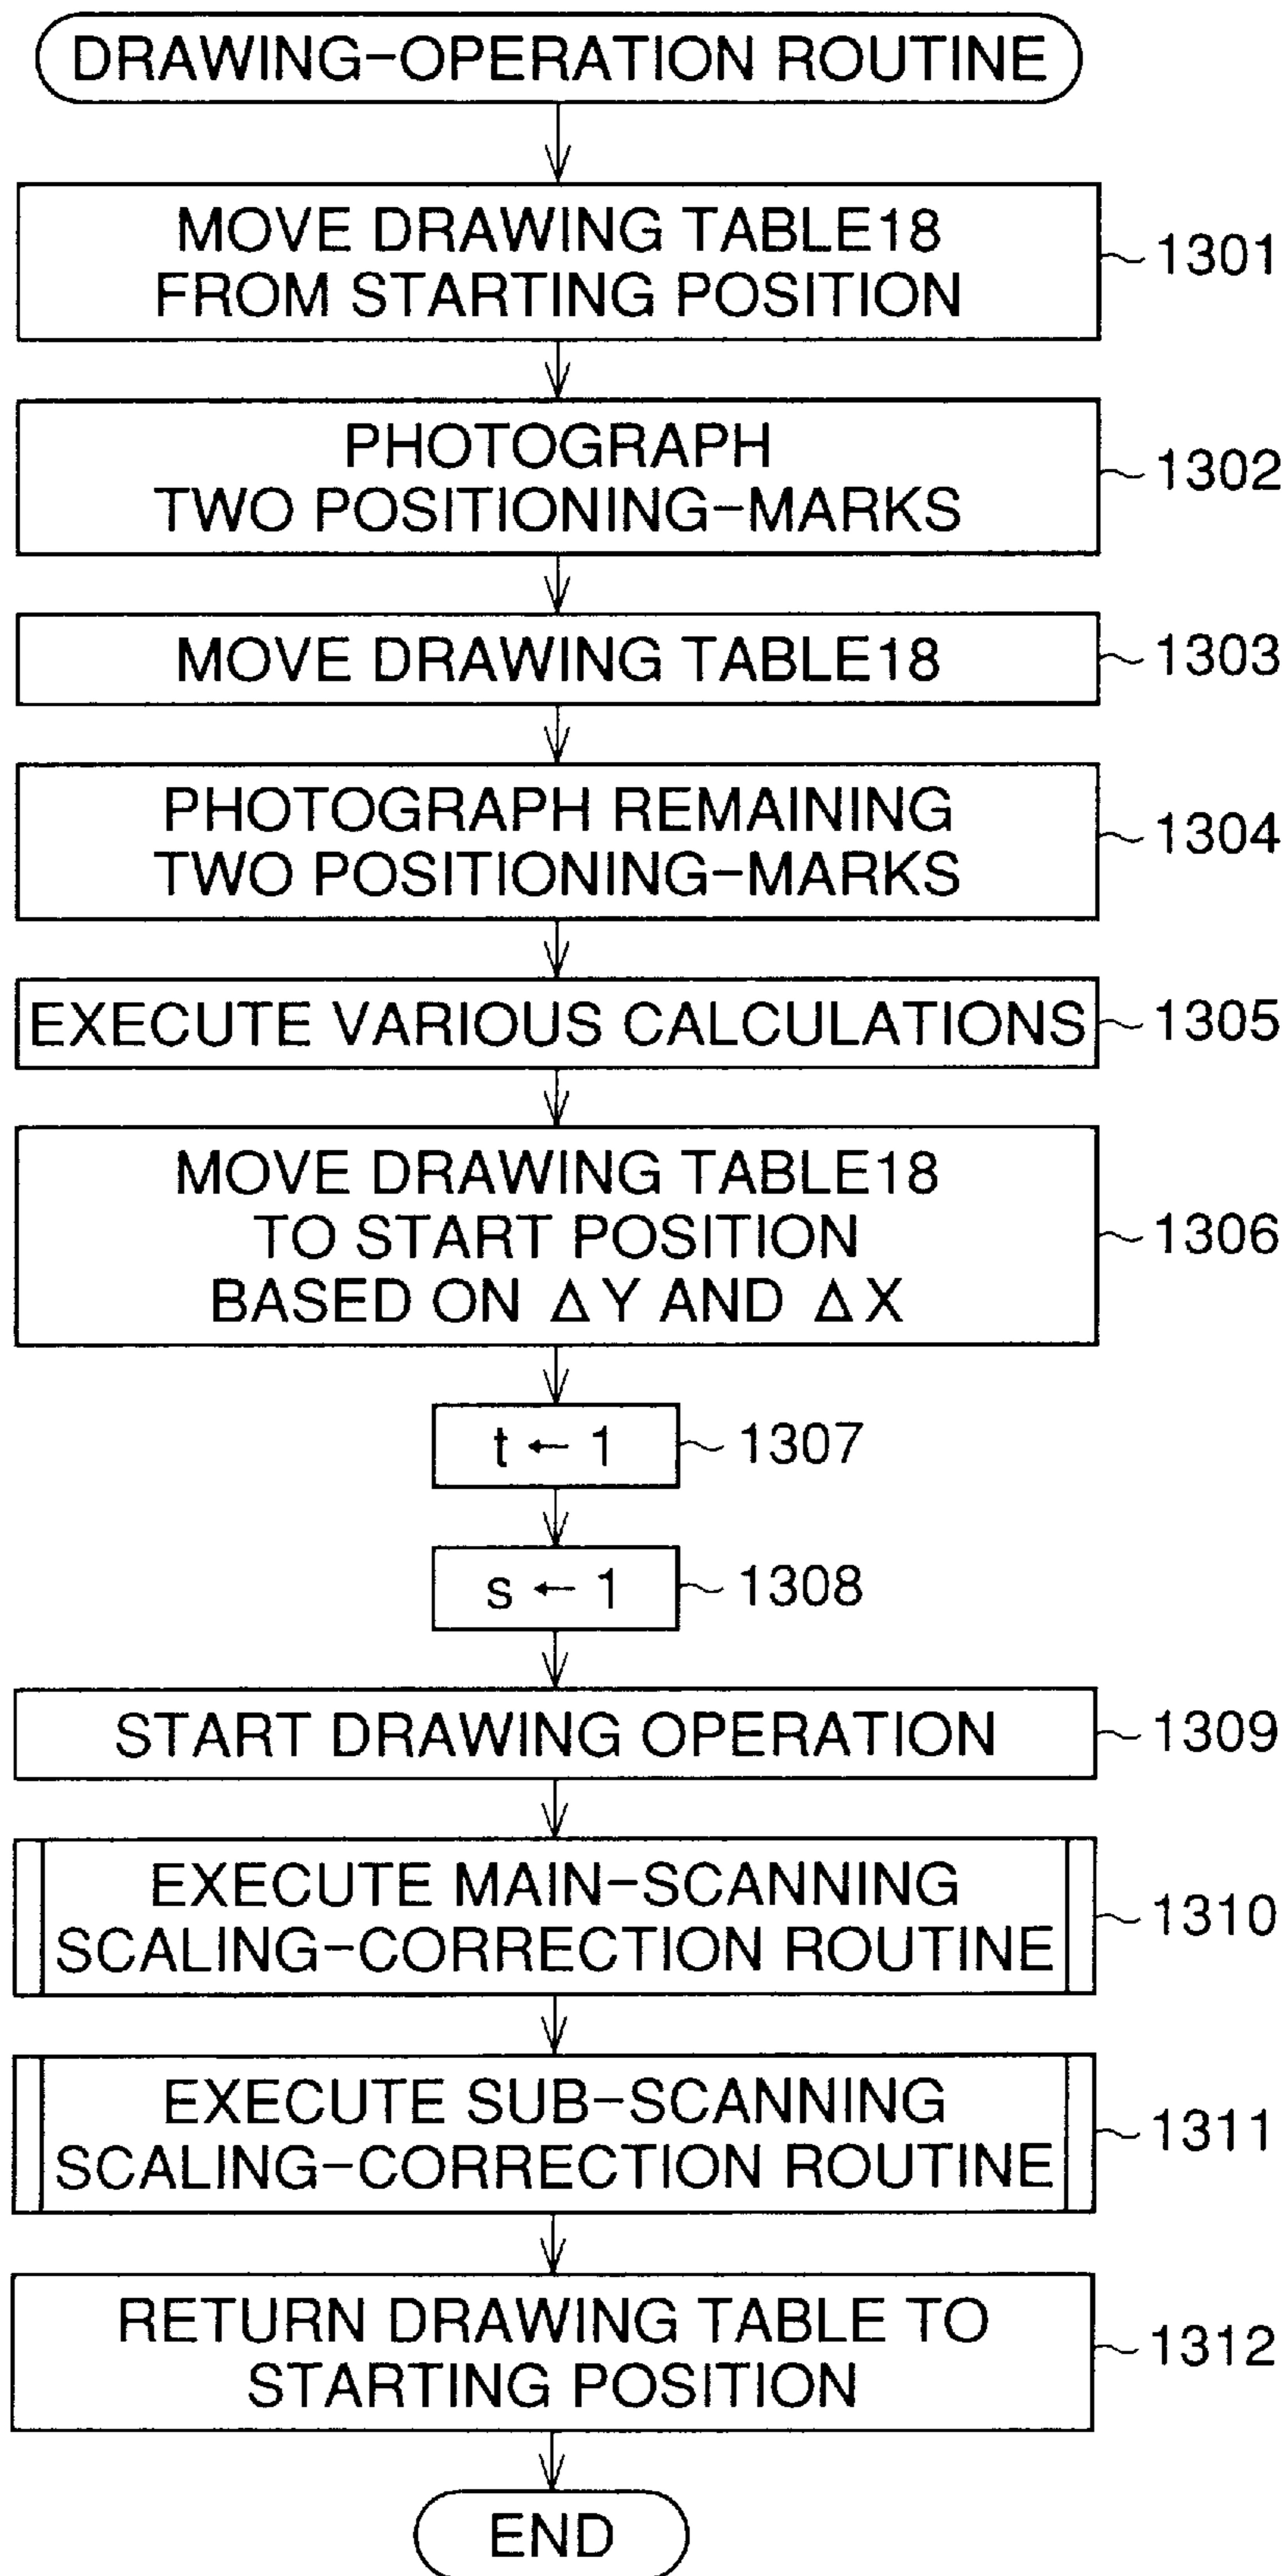 DRAWING-OPERATION ROUTINE
MOVE DRAWING TABLE18
FROM STARTING POSITION
1301
PHOTOGRAPH
TWO POSITIONING-MARKS
1302
MOVE DRAWING TABLE18
1303
PHOTOGRAPH REMAINING
TWO POSITIONING-MARKS
1304
EXECUTE VARIOUS CALCULATIONS
1305
MOVE DRAWING TABLE18
TO START POSITION
BASED ON ΔY AND ΔX
1306
t ← 1
1307
s ← 1
1308
START DRAWING OPERATION
1309
EXECUTE MAIN-SCANNING
SCALING-CORRECTION ROUTINE
1310
EXECUTE SUB-SCANNING
SCALING-CORRECTION ROUTINE
1311
RETURN DRAWING TABLE TO
STARTING POSITION
1312
END